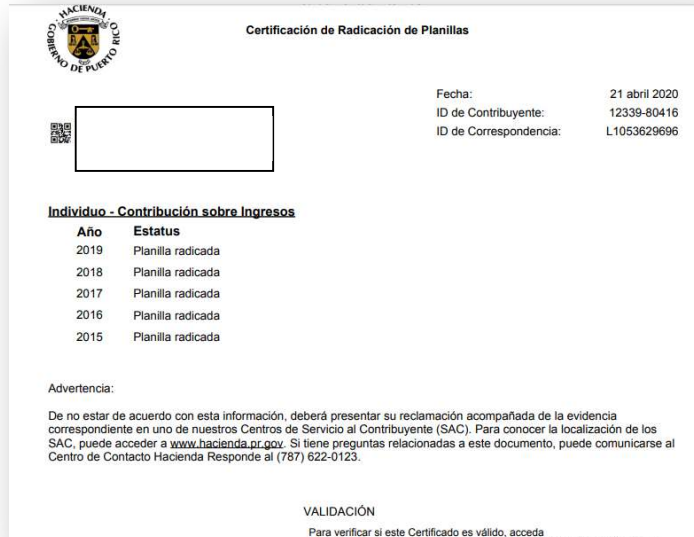 HACIENDA
GOBIERNO DE PUERTO RICO
Certificación de Radicación de Planillas
Fecha: 21 abril 2020
ID de Contribuyente: 12339-80416
ID de Correspondencia: L1053629696
Individuo - Contribución sobre Ingresos
Año Estatus
2019 Planilla radicada
2018 Planilla radicada
2017 Planilla radicada
2016 Planilla radicada
2015 Planilla radicada
Advertencia:
De no estar de acuerdo con esta información, deberá presentar su reclamación acompañada de la evidencia
correspondiente en uno de nuestros Centros de Servicio al Contribuyente (SAC). Para conocer la localización de los
SAC, puede acceder a www.hacienda.pr.gov. Si tiene preguntas relacionadas a este documento, puede comunicarse al
Centro de Contacto Hacienda Responde al (787) 622-0123.
VALIDACIÓN
Para verificar si este Certificado es válido, acceda